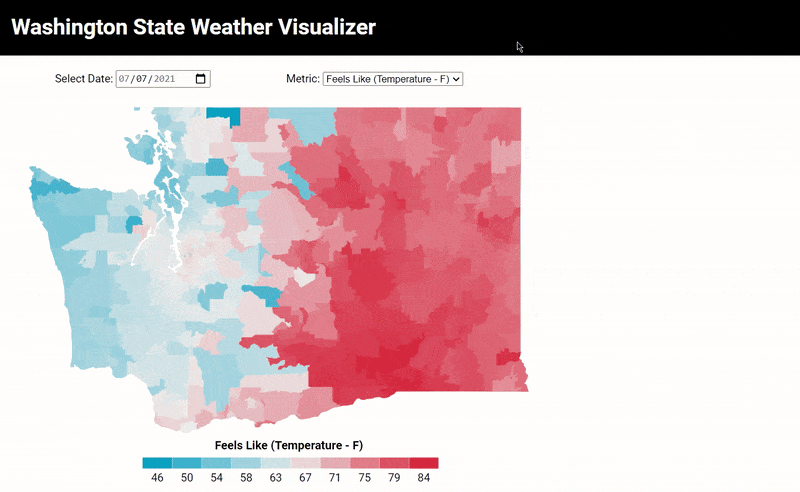 Washington State Weather Visualizer
Select Date: 07/07/2021 Metric: Feels Like (Temperature - F)
Feels Like (Temperature - F)
46 50 54 58 63 67 71 75 79 84